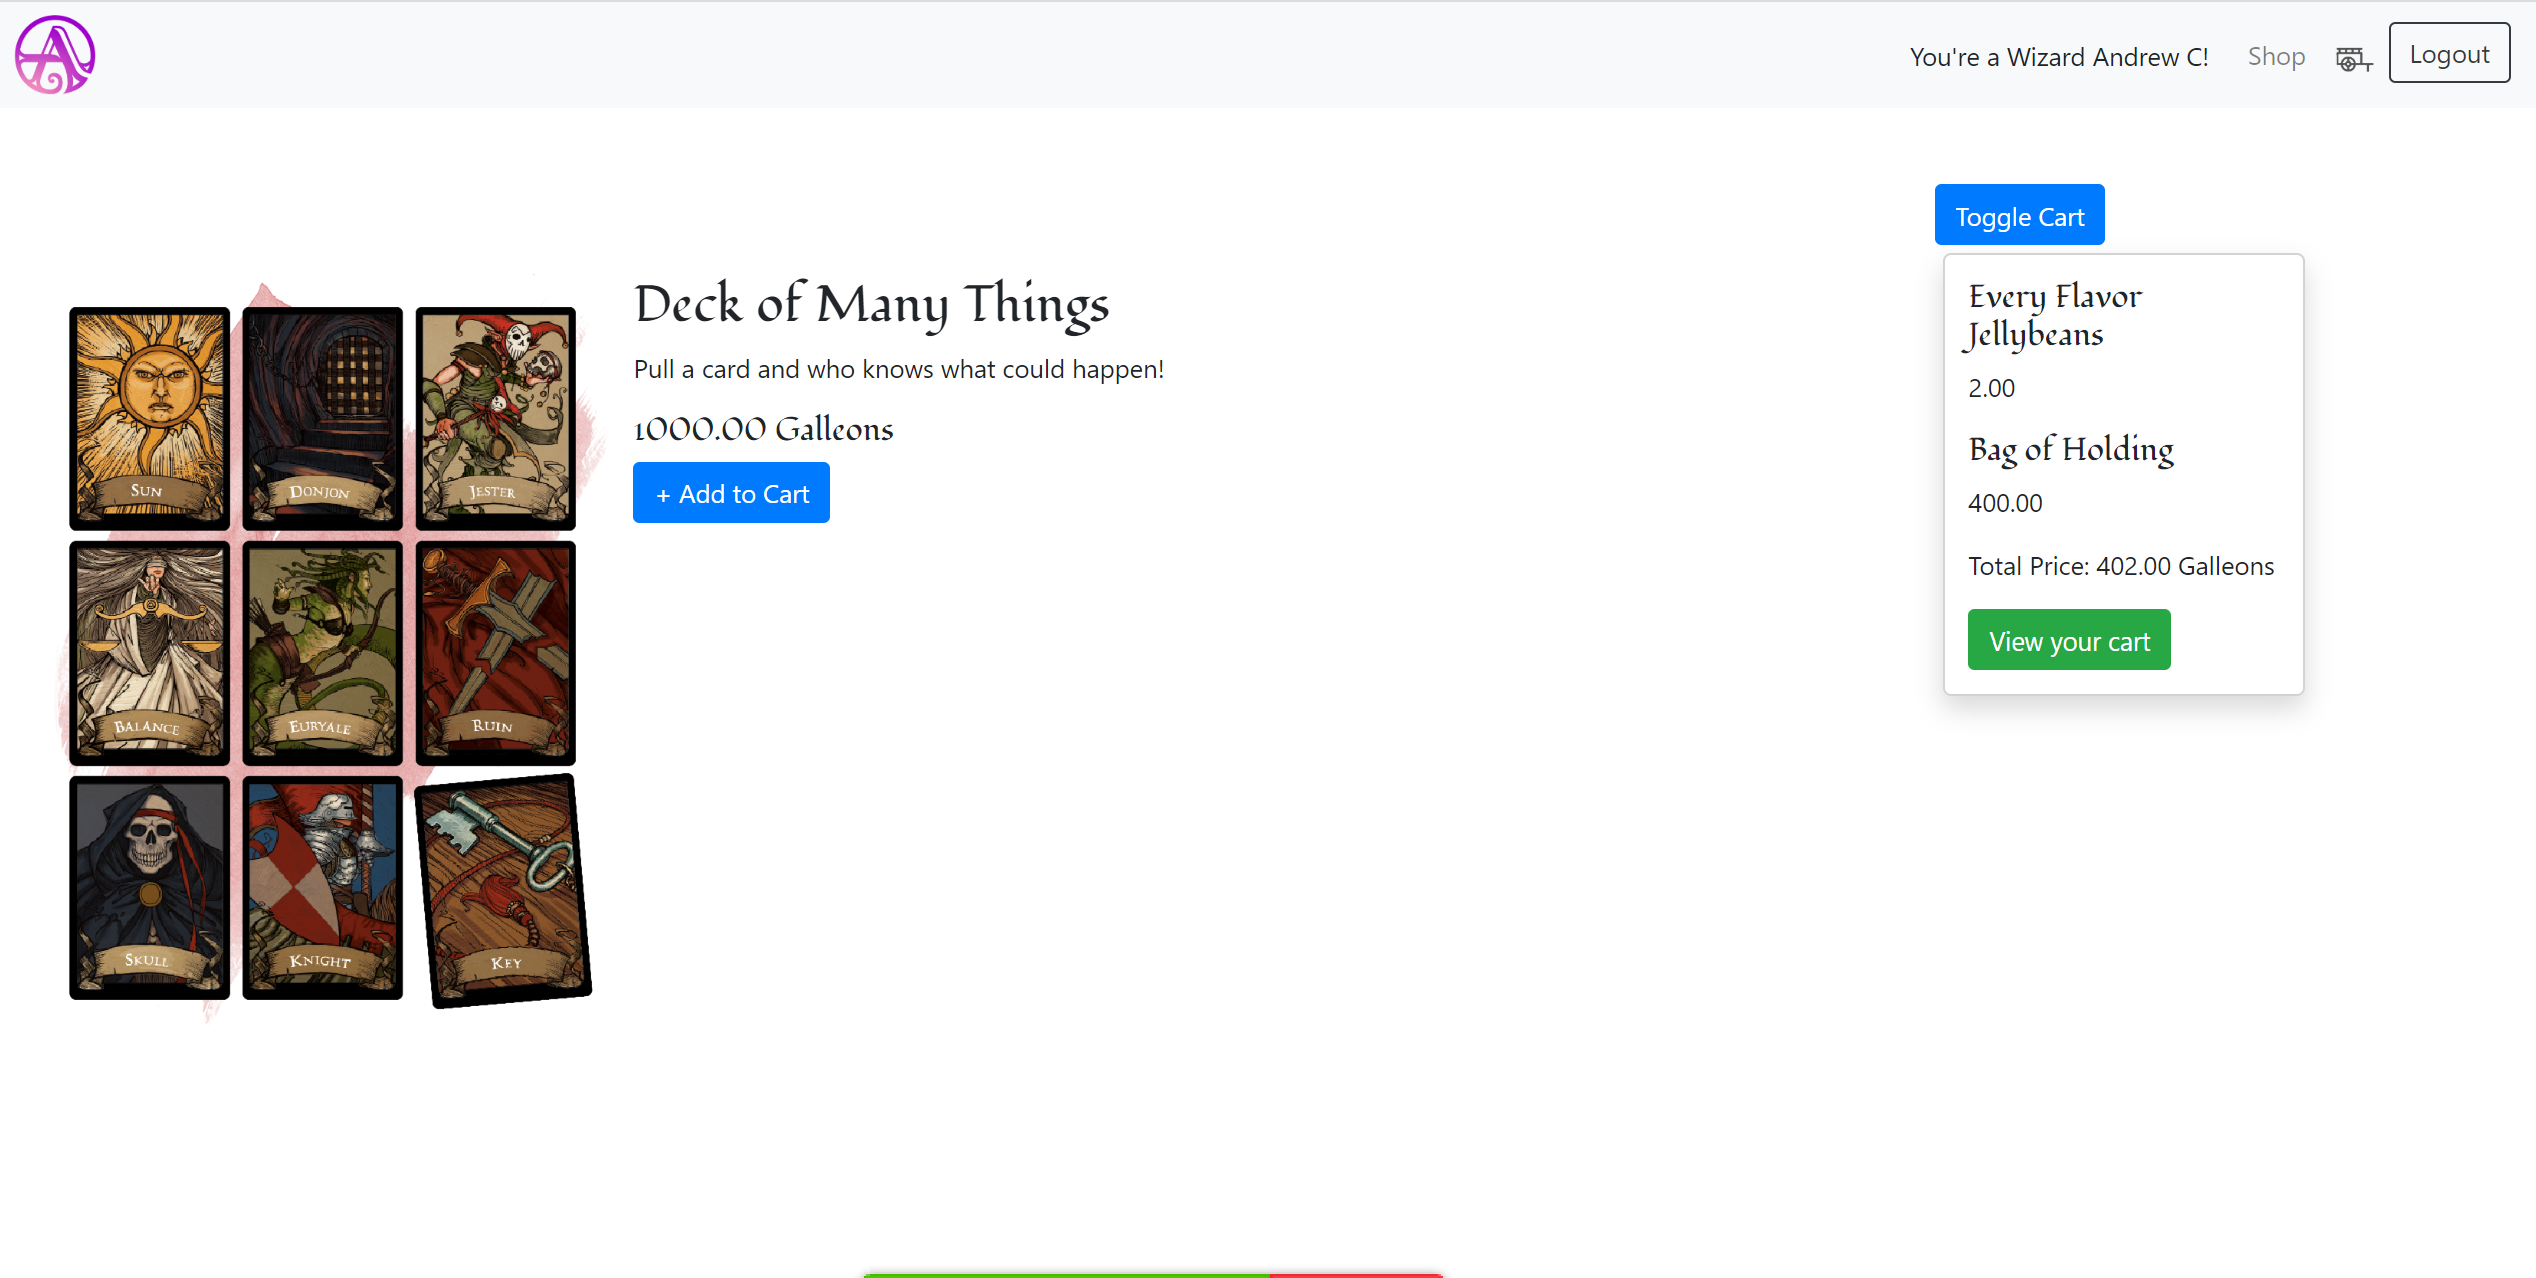 You're a Wizard Andrew C!
Shop
Logout
Toggle Cart
Deck of Many Things
Pull a card and who knows what could happen!
1000.00 Galleons
+ Add to Cart
Every Flavor
Jellybeans
2.00
Bag of Holding
400.00
Total Price: 402.00 Galleons
View your cart
SUN
DONJON
JESTER
BALANCE
EURYALE
RUIN
SKULL
KNIGHT
KEY